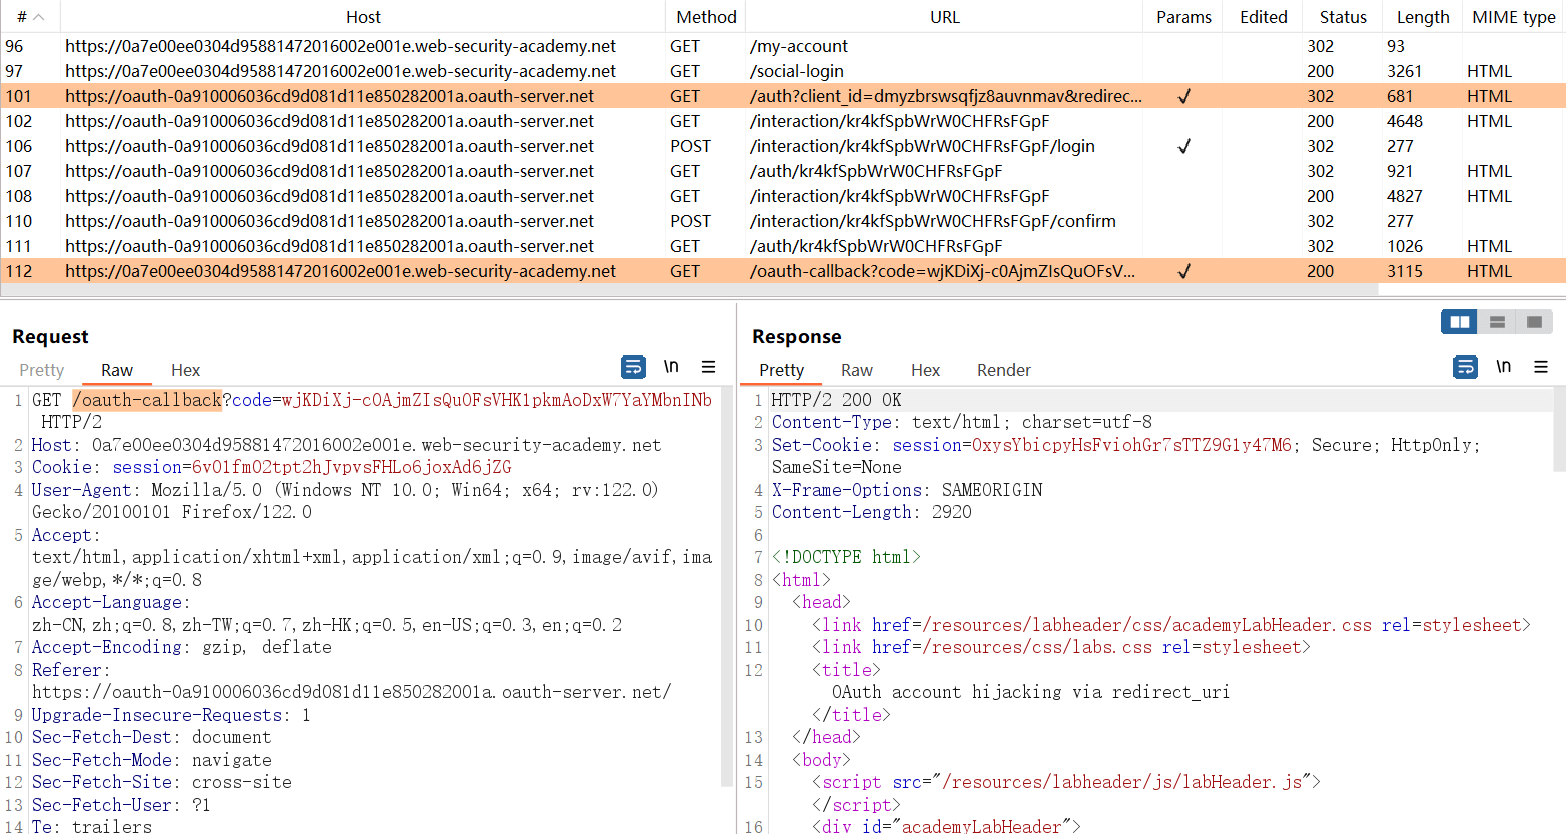 # Host Method URL Params Edited Status Length MIME type
96 https://0a7e00ee0304d95881472016002e001e.web-security-academy.net GET /my-account 302 93
97 https://0a7e00ee0304d95881472016002e001e.web-security-academy.net GET /social-login 200 3261 HTML
101 https://oauth-0a910006036cd9d081d11e850282001a.oauth-server.net GET /auth?client_id=dmyzbrswsqfjz8auvnmav&redirec... ✓ 302 681 HTML
102 https://oauth-0a910006036cd9d081d11e850282001a.oauth-server.net GET /interaction/kr4kfSpbWrW0CHFRsFGpF 200 4648 HTML
106 https://oauth-0a910006036cd9d081d11e850282001a.oauth-server.net POST /interaction/kr4kfSpbWrW0CHFRsFGpF/login ✓ 302 277
107 https://oauth-0a910006036cd9d081d11e850282001a.oauth-server.net GET /auth/kr4kfSpbWrW0CHFRsFGpF 302 921 HTML
108 https://oauth-0a910006036cd9d081d11e850282001a.oauth-server.net GET /interaction/kr4kfSpbWrW0CHFRsFGpF 200 4827 HTML
110 https://oauth-0a910006036cd9d081d11e850282001a.oauth-server.net POST /interaction/kr4kfSpbWrW0CHFRsFGpF/confirm 302 277
111 https://oauth-0a910006036cd9d081d11e850282001a.oauth-server.net GET /auth/kr4kfSpbWrW0CHFRsFGpF 302 1026 HTML
112 https://0a7e00ee0304d95881472016002e001e.web-security-academy.net GET /oauth-callback?code=wjKDiXj-c0AjmZIsQuOFsV... ✓ 200 3115 HTML
Request
Pretty Raw Hex \n
1 GET /oauth-callback?code=wjKDiXj-c0AjmZIsQuOFsVHK1pkmAoDxW7YaYMbnINb
HTTP/2
2 Host: 0a7e00ee0304d95881472016002e001e.web-security-academy.net
3 Cookie: session=6vO1fmO2tpt2hJvpvsFHLo6joxAd6jZG
4 User-Agent: Mozilla/5.0 (Windows NT 10.0; Win64; x64; rv:122.0)
Gecko/20100101 Firefox/122.0
5 Accept:
text/html,application/xhtml+xml,application/xml;q=0.9,image/avif,ima
ge/webp,*/*;q=0.8
6 Accept-Language:
zh-CN,zh;q=0.8,zh-TW;q=0.7,zh-HK;q=0.5,en-US;q=0.3,en;q=0.2
7 Accept-Encoding: gzip, deflate
8 Referer:
https://oauth-0a910006036cd9d081d11e850282001a.oauth-server.net/
9 Upgrade-Insecure-Requests: 1
10 Sec-Fetch-Dest: document
11 Sec-Fetch-Mode: navigate
12 Sec-Fetch-Site: cross-site
13 Sec-Fetch-User: ?1
14 Te: trailers
Response
Pretty Raw Hex Render \n
1 HTTP/2 200 OK
2 Content-Type: text/html; charset=utf-8
3 Set-Cookie: session=OxysYbicpyHsFviohGr7sTTZ9G1y47M6; Secure; HttpOnly;
SameSite=None
4 X-Frame-Options: SAMEORIGIN
5 Content-Length: 2920
6
7 <!DOCTYPE html>
8 <html>
9 <head>
10 <link href=/resources/labheader/css/academyLabHeader.css rel=stylesheet>
11 <link href=/resources/css/labs.css rel=stylesheet>
12 <title>
OAuth account hijacking via redirect_uri
</title>
13 </head>
14 <body>
15 <script src="/resources/labheader/js/labHeader.js">
</script>
16 <div id="academyLabHeader">